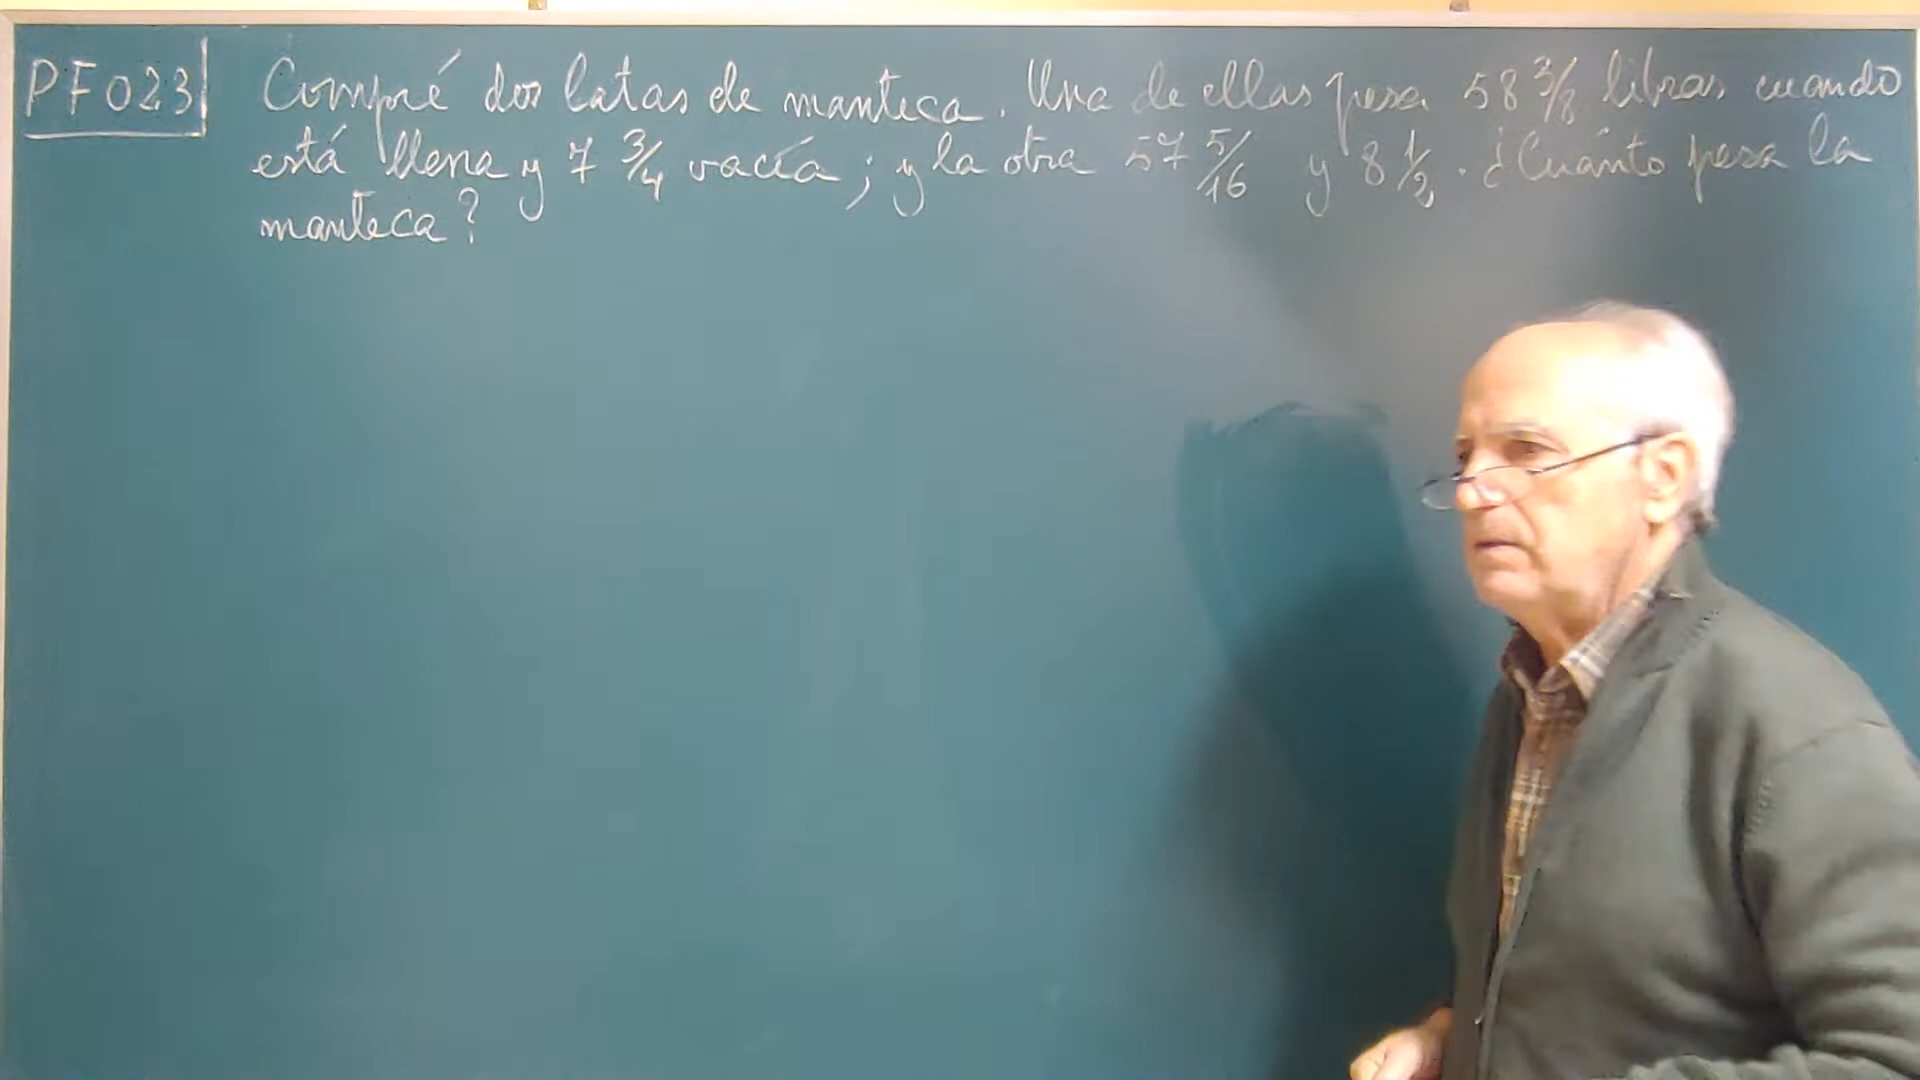 PF023 Compré dos latas de manteca. Una de ellas pesa 58 3/8 libras cuando
está llena y 7 3/4 vacía; y la otra 57 5/16 y 8 1/2. ¿Cuánto pesa la
manteca?